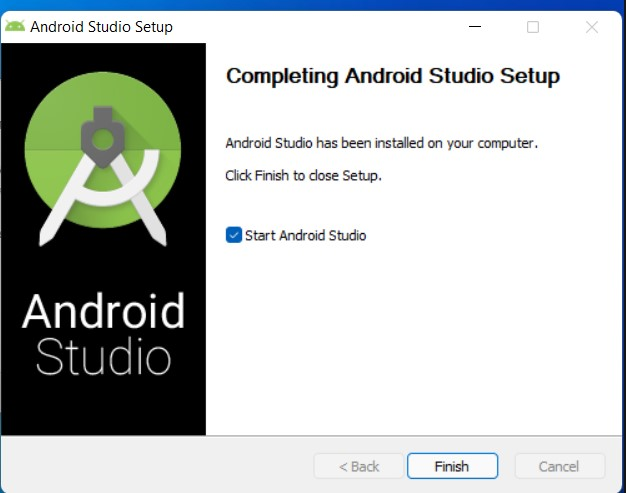 Android Studio Setup
Completing Android Studio Setup
Android Studio has been installed on your computer.
Click Finish to close Setup.
Start Android Studio
Android
Studio
< Back
Finish
Cancel